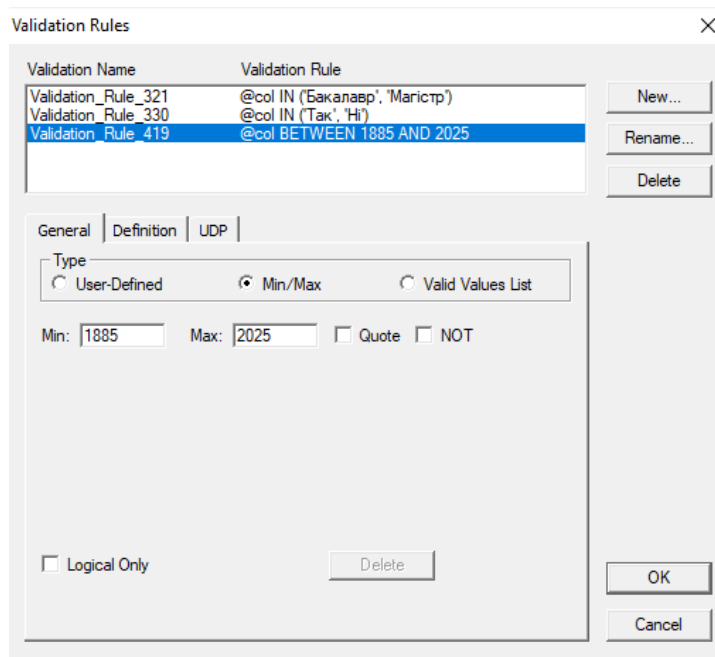 Validation Rules
Validation Name Validation Rule
Validation_Rule_321 @col IN ('Бакалавр', 'Магістр')
Validation_Rule_330 @col IN ('Так', 'Ні')
Validation_Rule_419 @col BETWEEN 1885 AND 2025
New...
Rename...
Delete
General Definition UDP
Type
User-Defined Min/Max Valid Values List
Min: 1885 Max: 2025 Quote NOT
Logical Only Delete
OK
Cancel